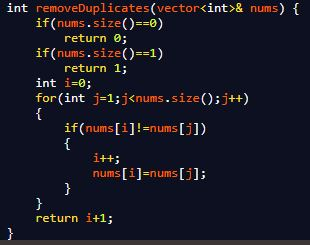 int removeDuplicates(vector<int>& nums) {
    if(nums.size()==0)
        return 0;
    if(nums.size()==1)
        return 1;
    int i=0;
    for(int j=1;j<nums.size();j++)
    {
        if(nums[i]!=nums[j])
        {
            i++;
            nums[i]=nums[j];
        }
    }
    return i+1;
}